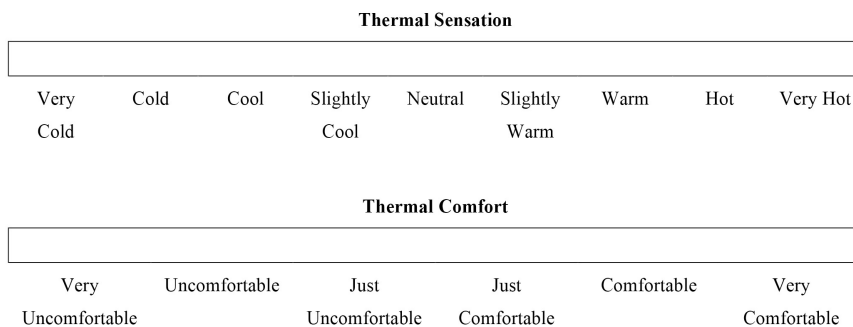 Thermal Sensation
Very Cold Cool Slightly Neutral Slightly Warm Hot Very Hot
Cold Cool Warm
Thermal Comfort
Very Uncomfortable Just Just Comfortable Very
Uncomfortable Uncomfortable Comfortable Comfortable